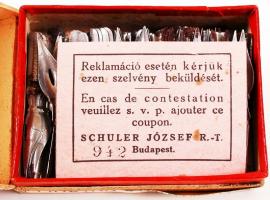 Reklamáció esetén kérjük
ezen szelvény beküldését.
En cas de contestation
veuillez s. v. p. ajouter ce
coupon.
SCHULER JÓZSEF R.-T.
942 Budapest.